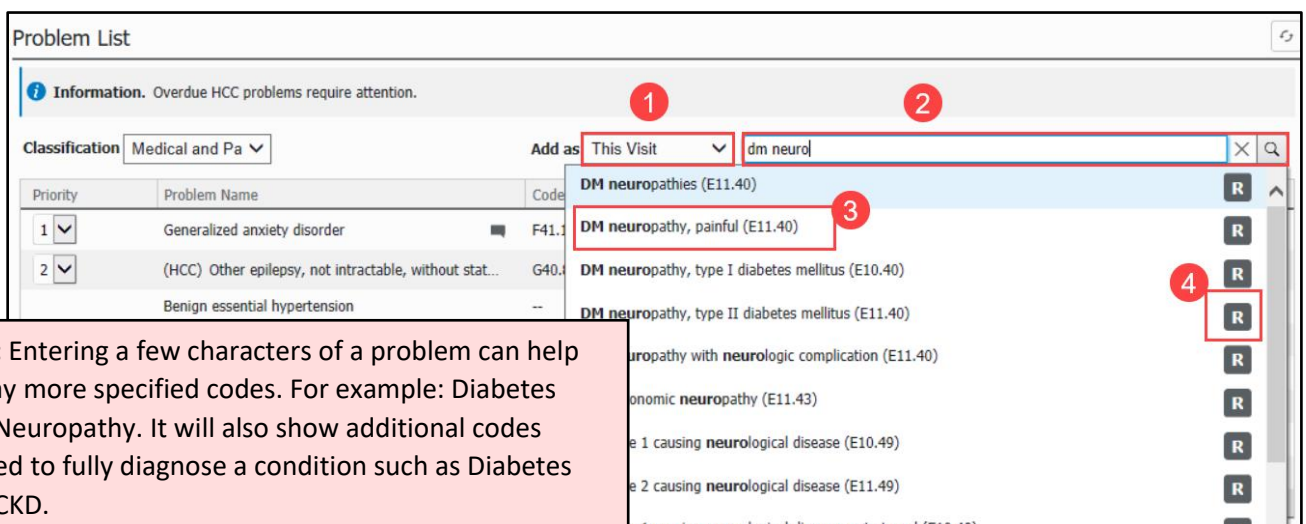 Problem List
Information. Overdue HCC problems require attention.
1
2
Classification Medical and Pa
Add as This Visit
dm neuro
Priority
Problem Name
Code
1
Generalized anxiety disorder
F41.1
2
(HCC) Other epilepsy, not intractable, without stat...
G40.8
Benign essential hypertension
--
DM neuropathies (E11.40)
R
3
DM neuropathy, painful (E11.40)
R
DM neuropathy, type I diabetes mellitus (E10.40)
R
4
DM neuropathy, type II diabetes mellitus (E11.40)
R
uropathy with neurologic complication (E11.40)
R
onomic neuropathy (E11.43)
R
e 1 causing neurological disease (E10.49)
R
e 2 causing neurological disease (E11.49)
R
: Entering a few characters of a problem can help
ay more specified codes. For example: Diabetes
Neuropathy. It will also show additional codes
ed to fully diagnose a condition such as Diabetes
CKD.